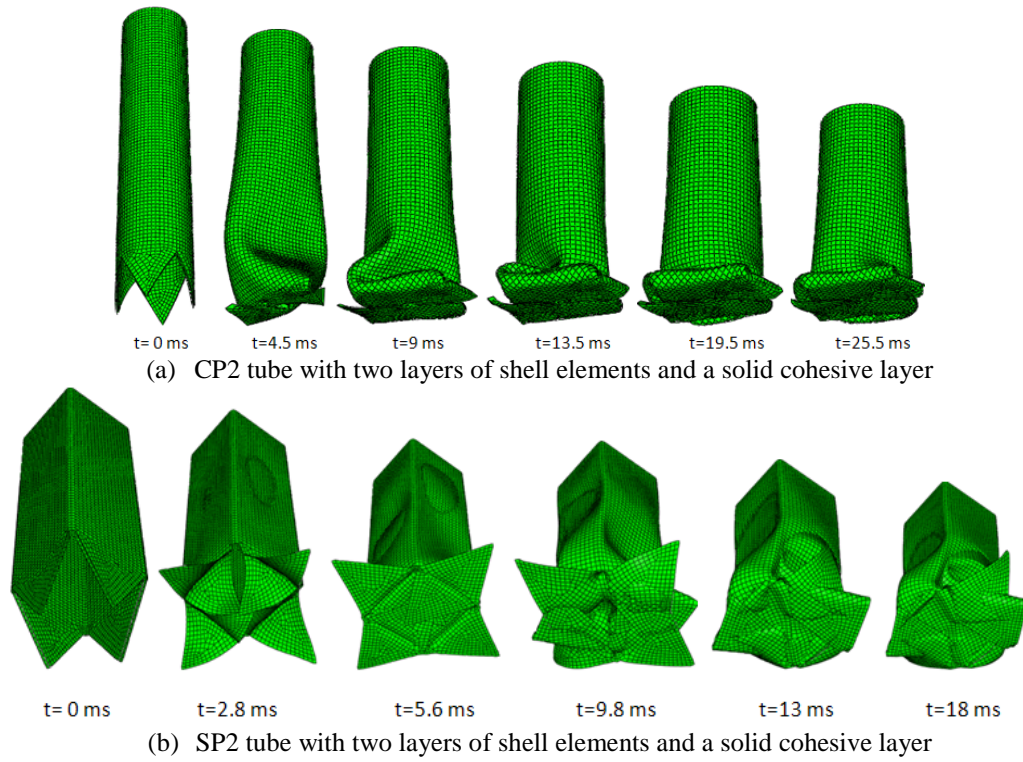 t= 0 ms t=4.5 ms t=9 ms t=13.5 ms t=19.5 ms t=25.5 ms
(a) CP2 tube with two layers of shell elements and a solid cohesive layer
t= 0 ms t=2.8 ms t=5.6 ms t=9.8 ms t=13 ms t=18 ms
(b) SP2 tube with two layers of shell elements and a solid cohesive layer